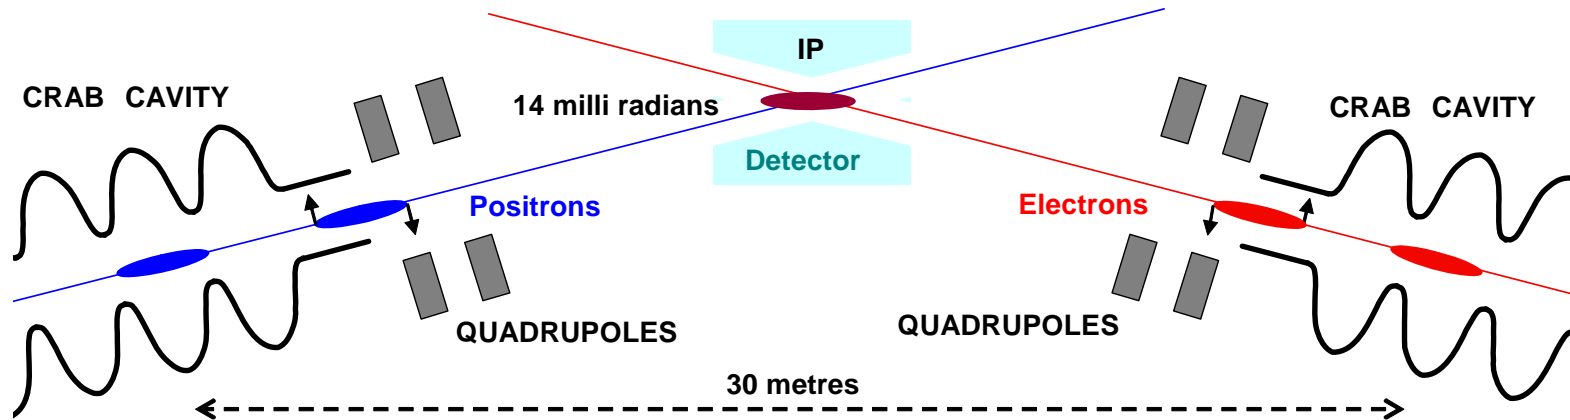 IP
CRAB CAVITY
14 milli radians
CRAB CAVITY
Detector
Positrons
Electrons
QUADRUPOLES
QUADRUPOLES
30 metres